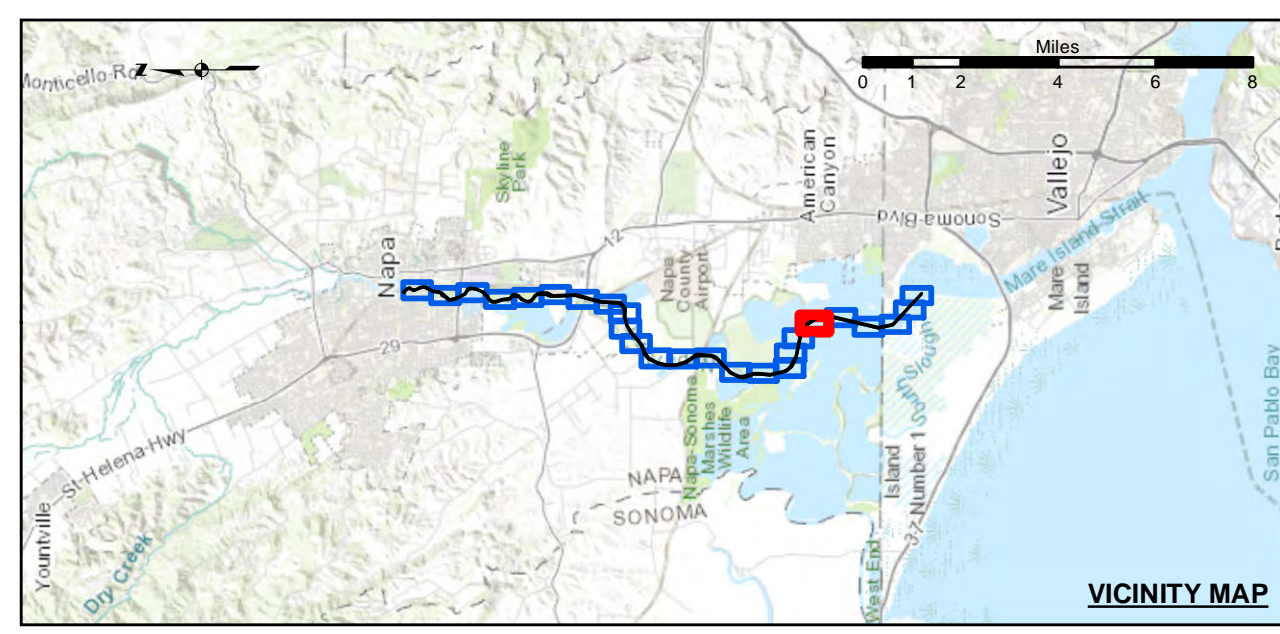 Monticello-Rd
Z
Miles
0 1 2 4 6 8
Skyline
Park
American
Canyon
Vallejo
Sonoma-Blvd
Mare Island Strait
Mare
Island
Napa
12
Napa
County
Airport
29
South Slough
Napa-Sonoma
Marshes
Wildlife
Area
St-Helena-Hwy
NAPA
SONOMA
Island
Number 1
37
San Pablo Bay
Yountville
Dry Creek
West End
VICINITY MAP